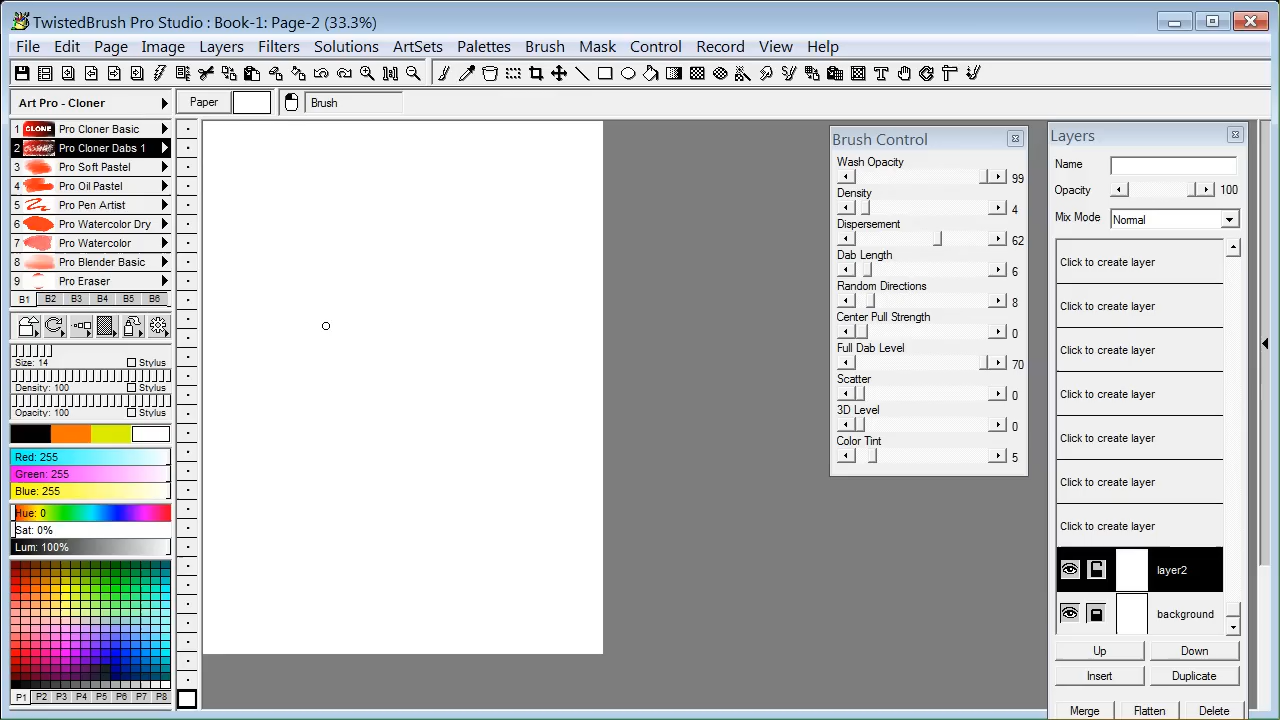 TwistedBrush Pro Studio : Book-1: Page-2 (33.3%)
File Edit Page Image Layers Filters Solutions ArtSets Palettes Brush Mask Control Record View Help
Art Pro - Cloner
Paper
Brush
1 CLONE Pro Cloner Basic
2 Pro Cloner Dabs 1
3 Pro Soft Pastel
4 Pro Oil Pastel
5 Pro Pen Artist
6 Pro Watercolor Dry
7 Pro Watercolor
8 Pro Blender Basic
9 Pro Eraser
B1 B2 B3 B4 B5 B6
Size: 14 Stylus
Density: 100 Stylus
Opacity: 100 Stylus
Red: 255
Green: 255
Blue: 255
Hue: 0
Sat: 0%
Lum: 100%
P1 P2 P3 P4 P5 P6 P7 P8
Brush Control
Wash Opacity
99
Density
4
Dispersement
62
Dab Length
6
Random Directions
8
Center Pull Strength
0
Full Dab Level
70
Scatter
0
3D Level
0
Color Tint
5
Layers
Name
Opacity 100
Mix Mode Normal
Click to create layer
Click to create layer
Click to create layer
Click to create layer
Click to create layer
Click to create layer
Click to create layer
layer2
background
Up Down
Insert Duplicate
Merge Flatten Delete